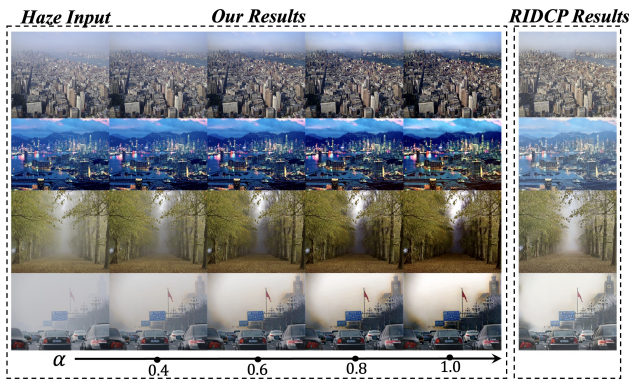 Haze Input
Our Results
RIDCP Results
α
0.4
0.6
0.8
1.0